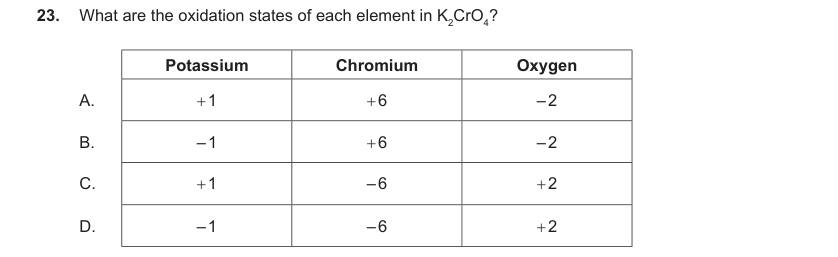 23. What are the oxidation states of each element in K₂CrO₄?
Potassium Chromium Oxygen
A. +1 +6 −2
B. −1 +6 −2
C. +1 −6 +2
D. −1 −6 +2